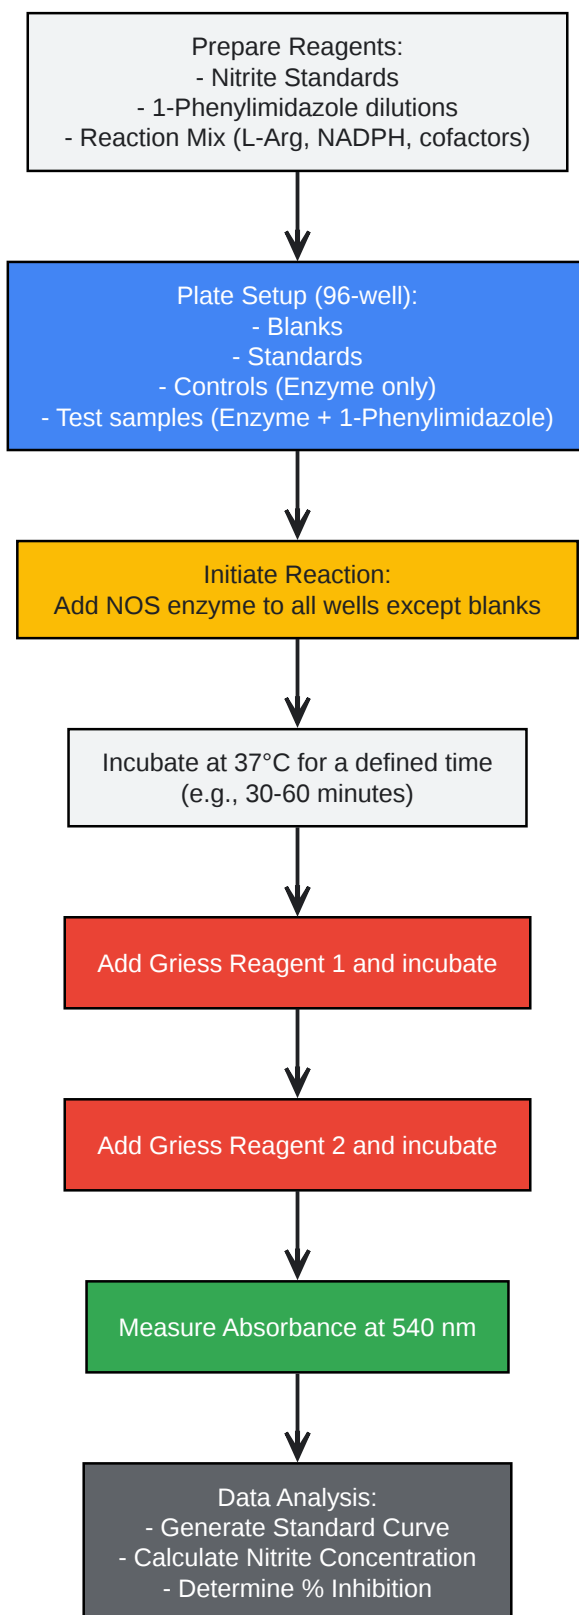 Prepare Reagents:
- Nitrite Standards
- 1-Phenylimidazole dilutions
- Reaction Mix (L-Arg, NADPH, cofactors)
Plate Setup (96-well):
- Blanks
- Standards
- Controls (Enzyme only)
- Test samples (Enzyme + 1-Phenylimidazole)
Initiate Reaction:
Add NOS enzyme to all wells except blanks
Incubate at 37°C for a defined time
(e.g., 30-60 minutes)
Add Griess Reagent 1 and incubate
Add Griess Reagent 2 and incubate
Measure Absorbance at 540 nm
Data Analysis:
- Generate Standard Curve
- Calculate Nitrite Concentration
- Determine % Inhibition